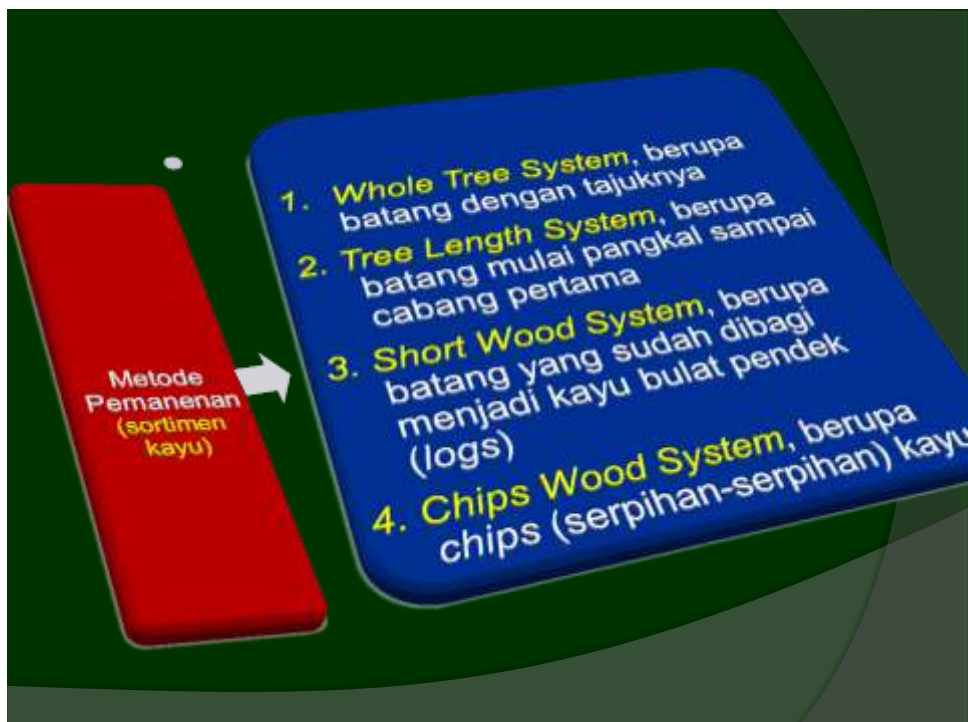 Metode
Pemanenan
(sortimen
kayu)
1. Whole Tree System, berupa
batang dengan tajuknya
2. Tree Length System, berupa
batang mulai pangkal sampai
cabang pertama
3. Short Wood System, berupa
batang yang sudah dibagi
menjadi kayu bulat pendek
(logs)
4. Chips Wood System, berupa
chips (serpihan-serpihan) kayu